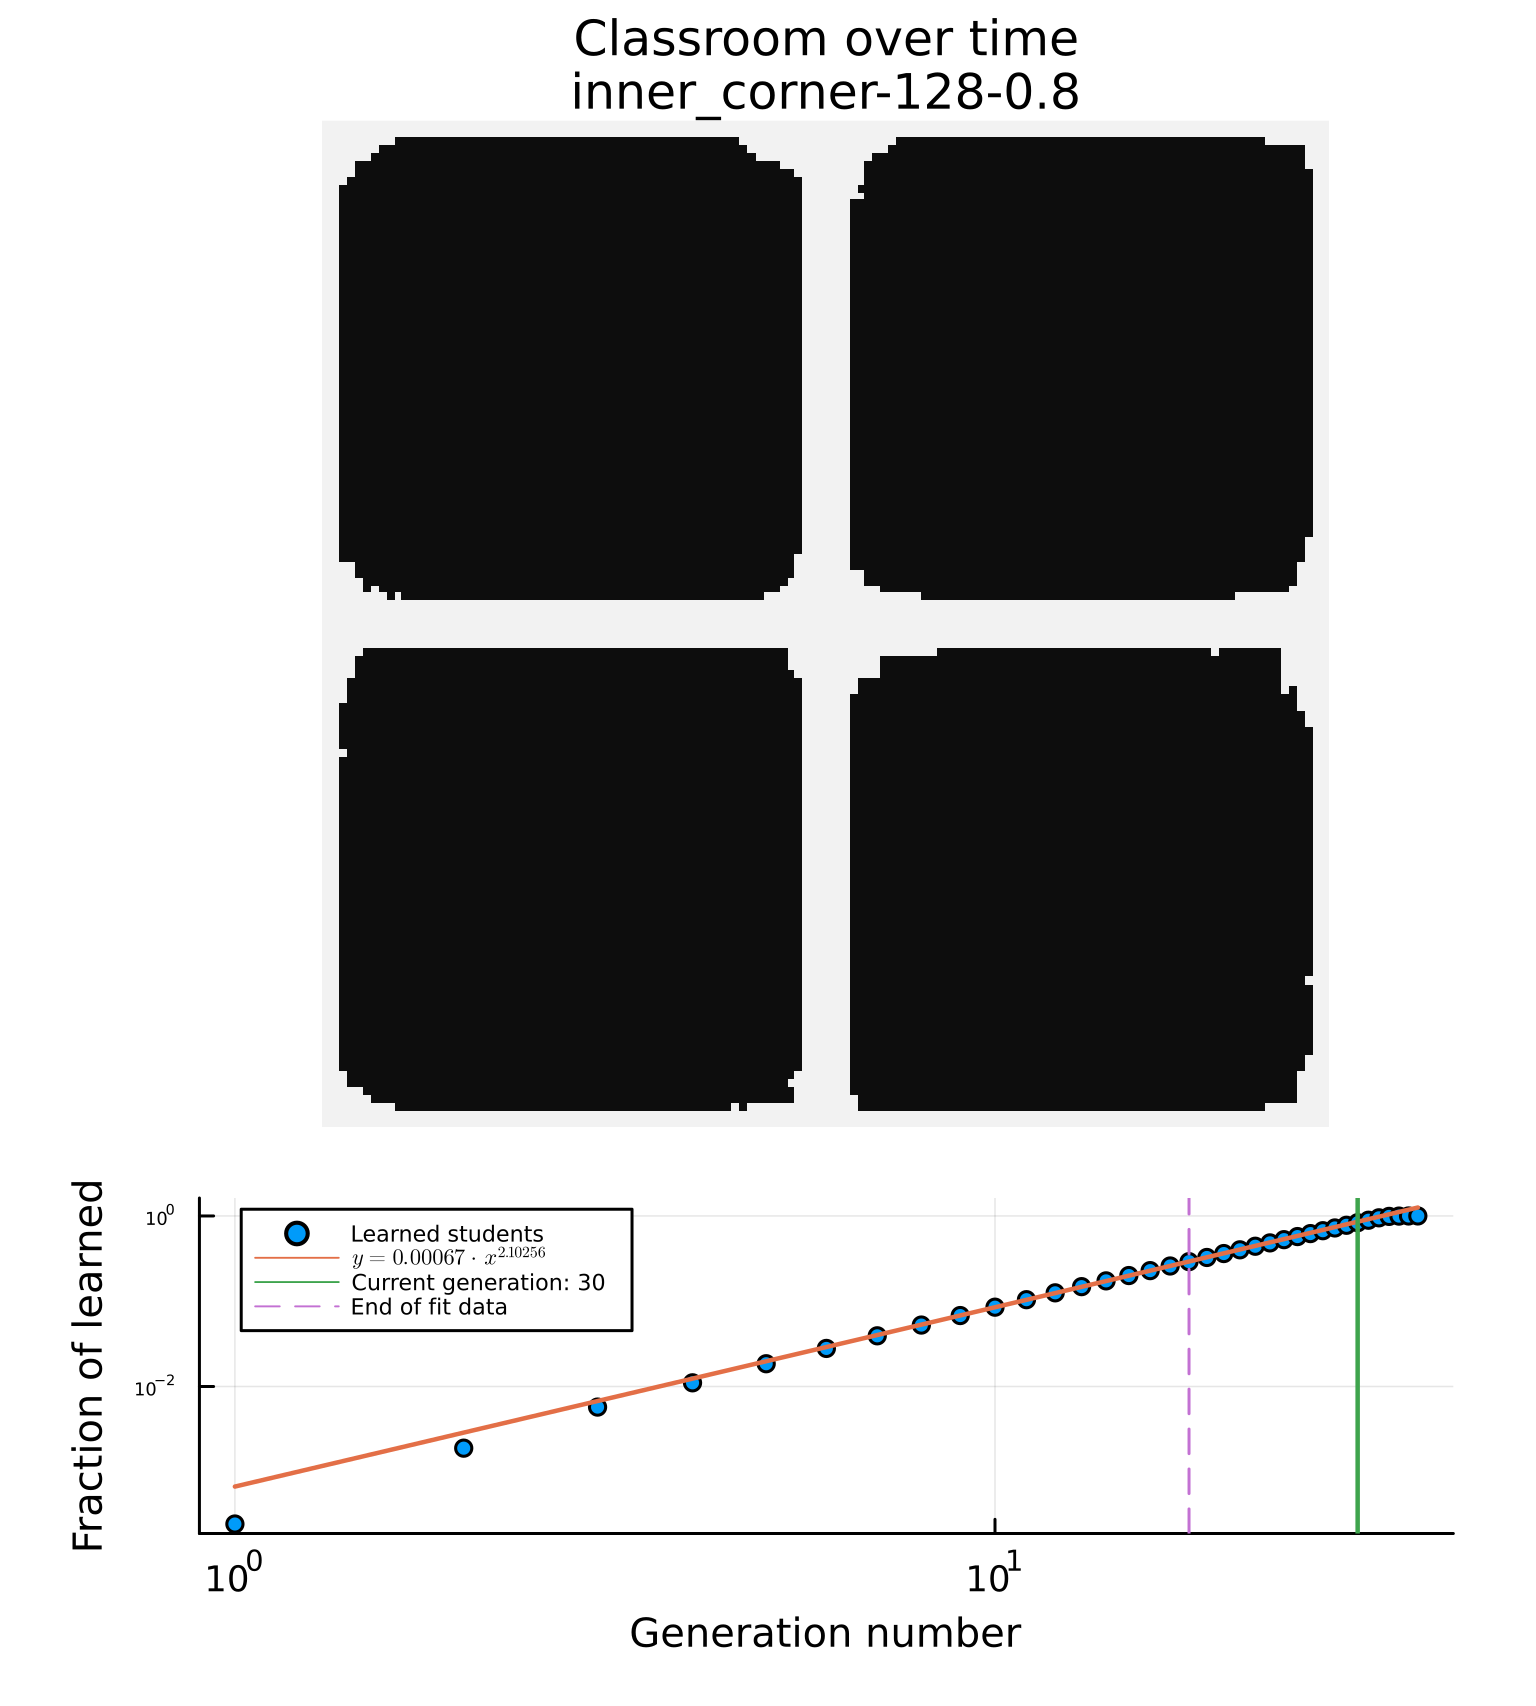 Classroom over time
inner_corner-128-0.8
Fraction of learned
10^0
10^−2
Learned students
y = 0.00067 · x^2.10256
Current generation: 30
End of fit data
10^0
10^1
Generation number